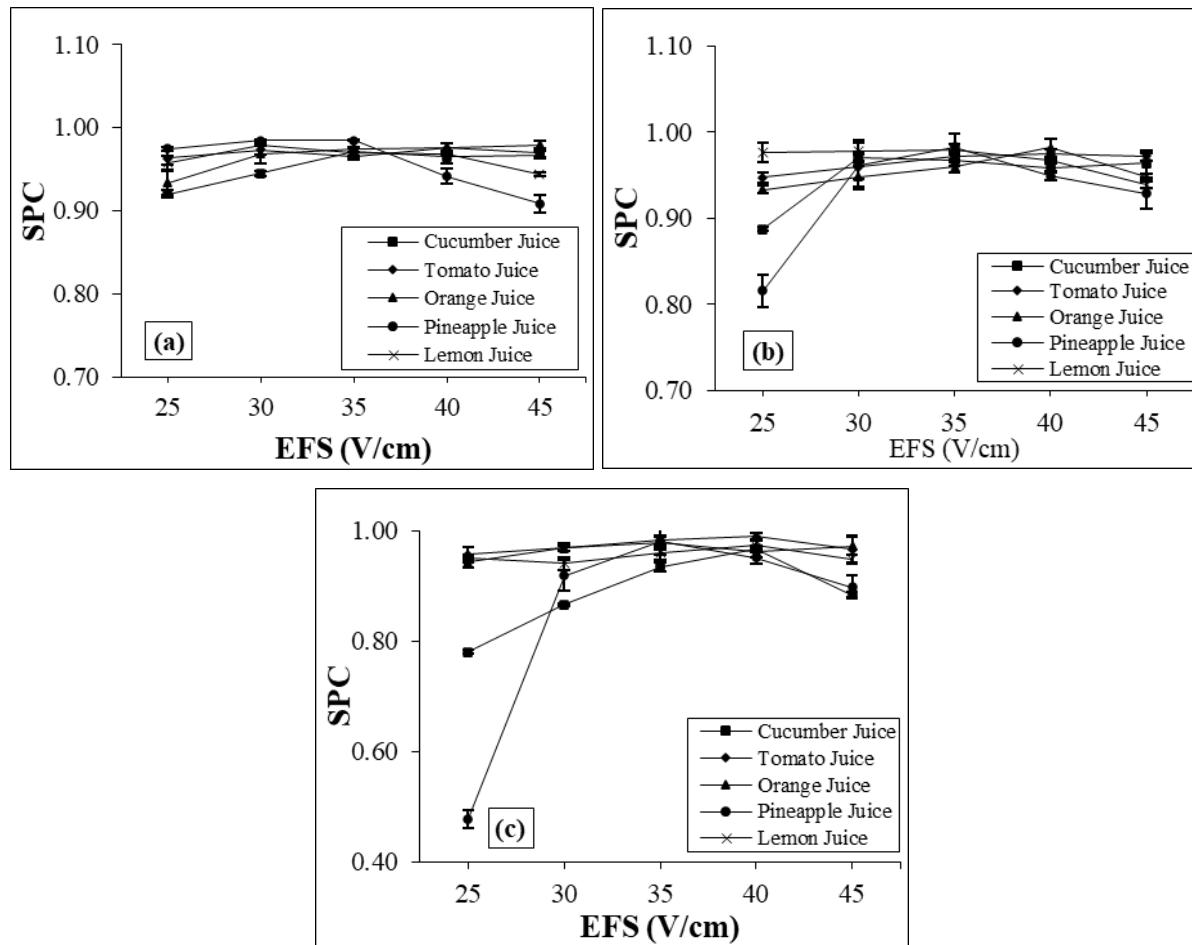 1.10
1.00
0.90
0.80
0.70
SPC
Cucumber Juice
Tomato Juice
Orange Juice
Pineapple Juice
Lemon Juice
(a)
25 30 35 40 45
EFS (V/cm)
1.10
1.00
0.90
0.80
0.70
SPC
Cucumber Juice
Tomato Juice
Orange Juice
Pineapple Juice
Lemon Juice
(b)
25 30 35 40 45
EFS (V/cm)
1.00
0.80
0.60
0.40
SPC
Cucumber Juice
Tomato Juice
Orange Juice
Pineapple Juice
Lemon Juice
(c)
25 30 35 40 45
EFS (V/cm)